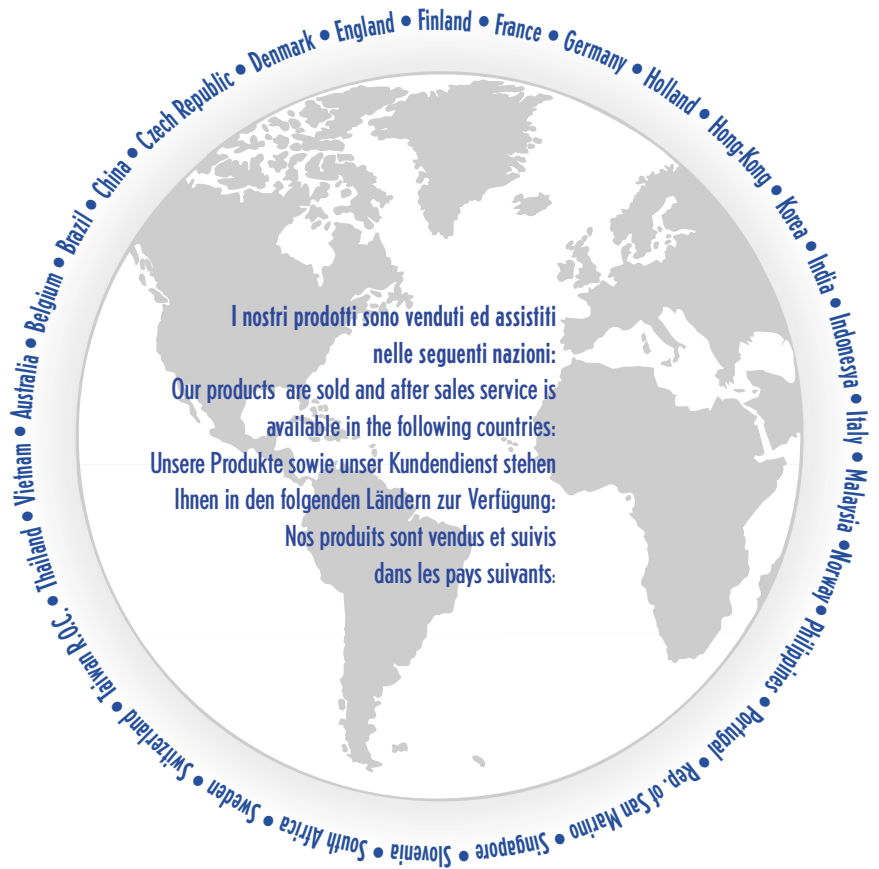 I nostri prodotti sono venduti ed assistiti
nelle seguenti nazioni:
Our products are sold and after sales service is
available in the following countries:
Unsere Produkte sowie unser Kundendienst stehen
Ihnen in den folgenden Ländern zur Verfügung:
Nos produits sont vendus et suivis
dans les pays suivants:
Australia • Belgium • Brazil • China • Czech Republic • Denmark • England • Finland • France • Germany • Holland • Hong-Kong • Korea • India • Indonesya • Italy • Malaysia • Norway • Philippines • Portugal • Rep. of San Marino • Singapore • Slovenia • South Africa • Sweden • Switzerland • Taiwan R.O.C. • Thailand • Vietnam •